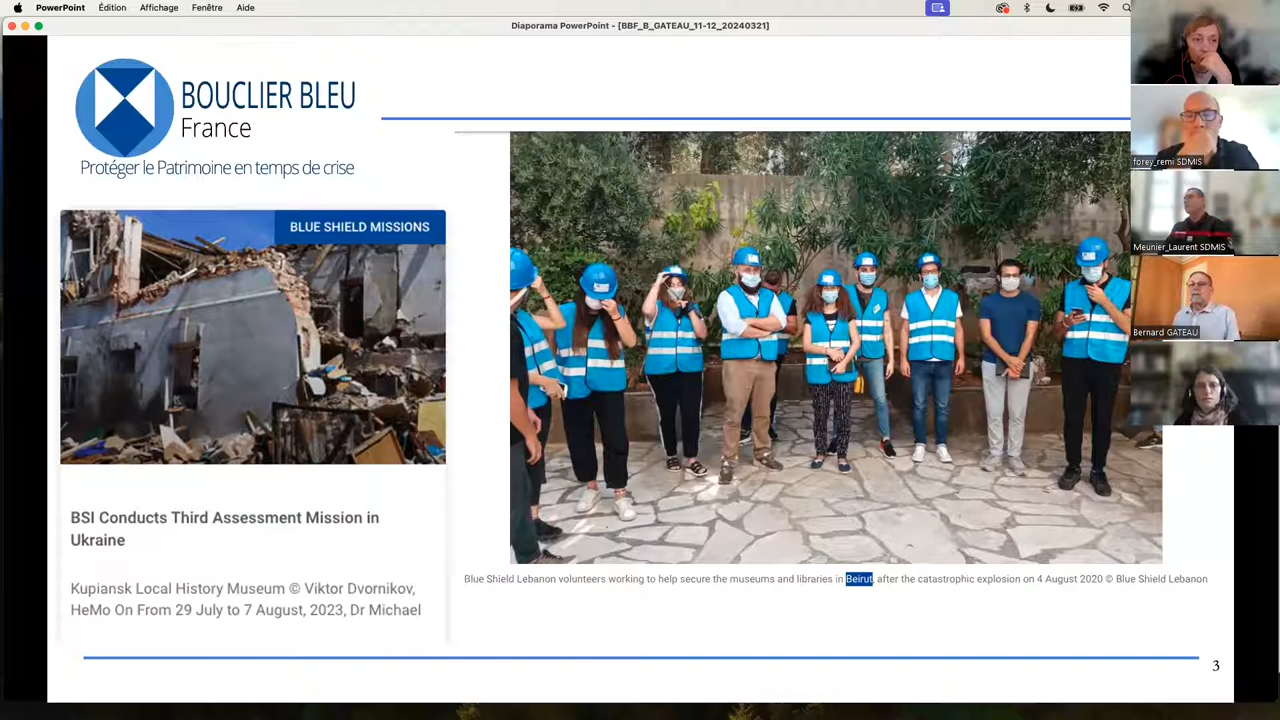 PowerPoint Édition Affichage Fenêtre Aide
Diaporama PowerPoint - [BBF_B_GATEAU_11-12_20240321]
BOUCLIER BLEU
France
Protéger le Patrimoine en temps de crise
BLUE SHIELD MISSIONS
BSI Conducts Third Assessment Mission in
Ukraine
Kupiansk Local History Museum © Viktor Dvornikov,
HeMo On From 29 July to 7 August, 2023, Dr Michael
Blue Shield Lebanon volunteers working to help secure the museums and libraries in Beirut, after the catastrophic explosion on 4 August 2020 © Blue Shield Lebanon
3
forey_remi SDMIS
Meunier_Laurent SDMIS
Bernard GATEAU